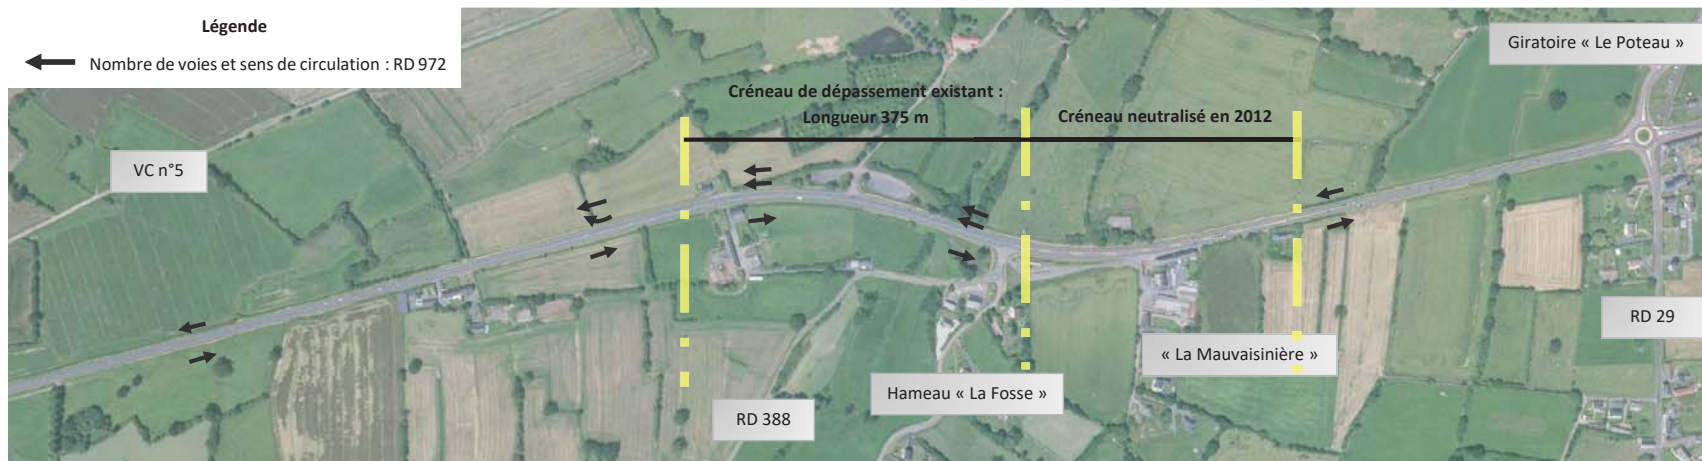 Légende
Nombre de voies et sens de circulation : RD 972
Giratoire « Le Poteau »
Créneau de dépassement existant :
Longueur 375 m
Créneau neutralisé en 2012
VC n°5
RD 29
« La Mauvaisinière »
Hameau « La Fosse »
RD 388